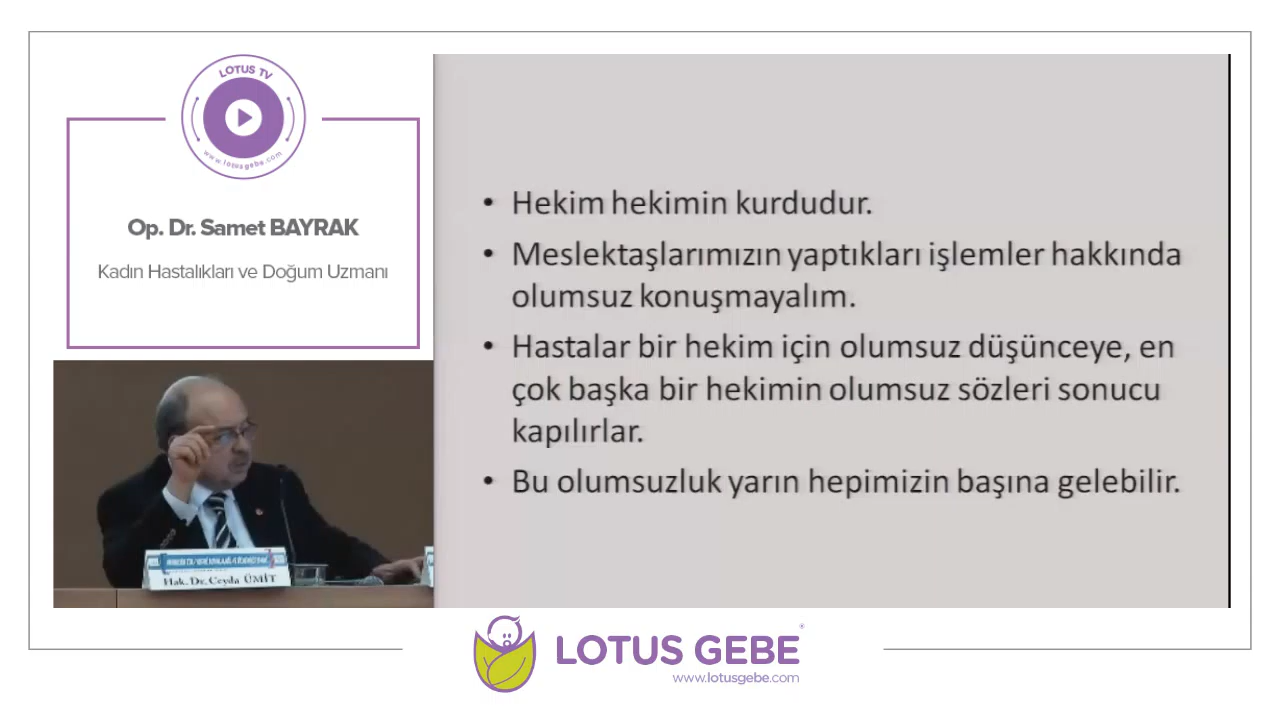 LOTUS TV
www.lotusgebe.com
Op. Dr. Samet BAYRAK
Kadın Hastalıkları ve Doğum Uzmanı
• Hekim hekimin kurdudur.
• Meslektaşlarımızın yaptıkları işlemler hakkında
olumsuz konuşmayalım.
• Hastalar bir hekim için olumsuz düşünceye, en
çok başka bir hekimin olumsuz sözleri sonucu
kapılırlar.
• Bu olumsuzluk yarın hepimizin başına gelebilir.
Hak. Dr. Ceyda ÜMİT
LOTUS GEBE
www.lotusgebe.com